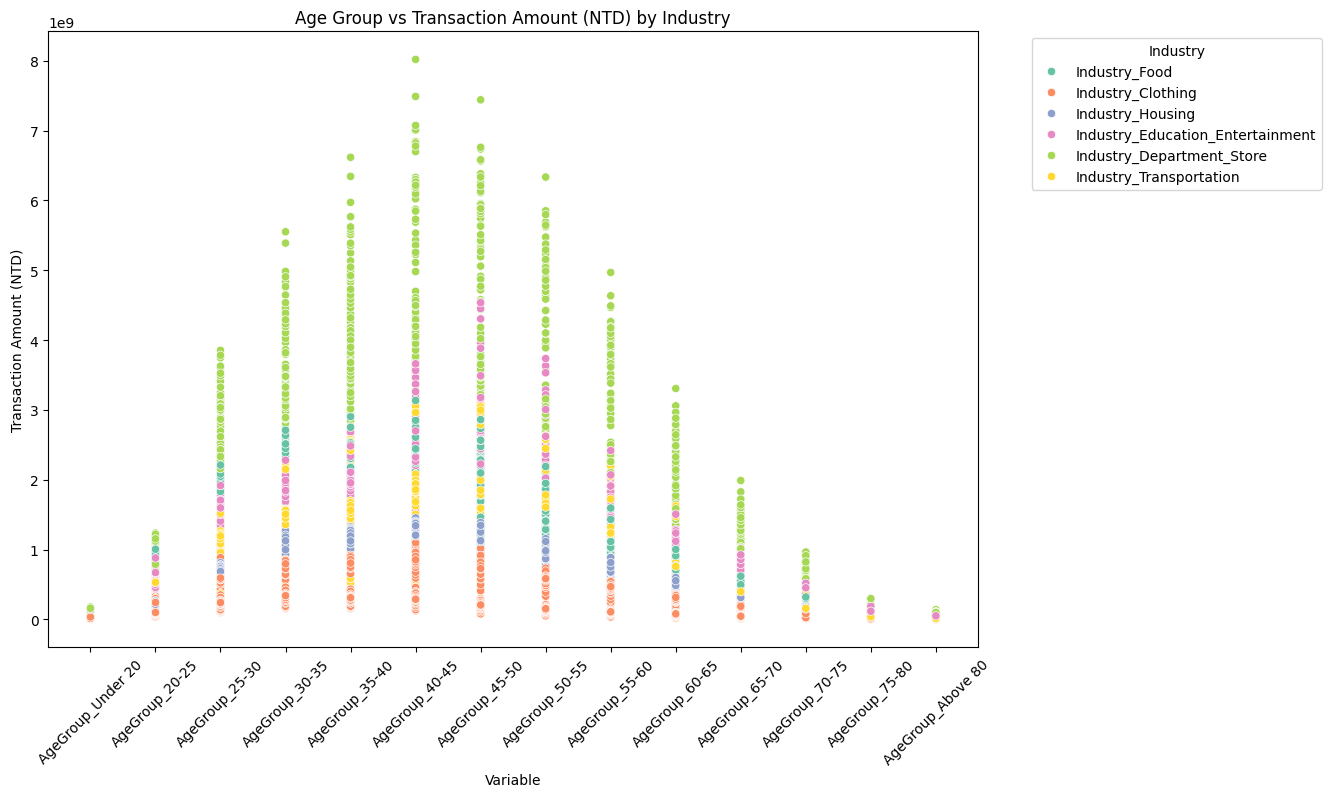 Age Group vs Transaction Amount (NTD) by Industry
1e9
8
7
6
5
4
3
2
1
0
Transaction Amount (NTD)
AgeGroup_Under 20
AgeGroup_20-25
AgeGroup_25-30
AgeGroup_30-35
AgeGroup_35-40
AgeGroup_40-45
AgeGroup_45-50
AgeGroup_50-55
AgeGroup_55-60
AgeGroup_60-65
AgeGroup_65-70
AgeGroup_70-75
AgeGroup_75-80
AgeGroup_Above 80
Variable
Industry
Industry_Food
Industry_Clothing
Industry_Housing
Industry_Education_Entertainment
Industry_Department_Store
Industry_Transportation